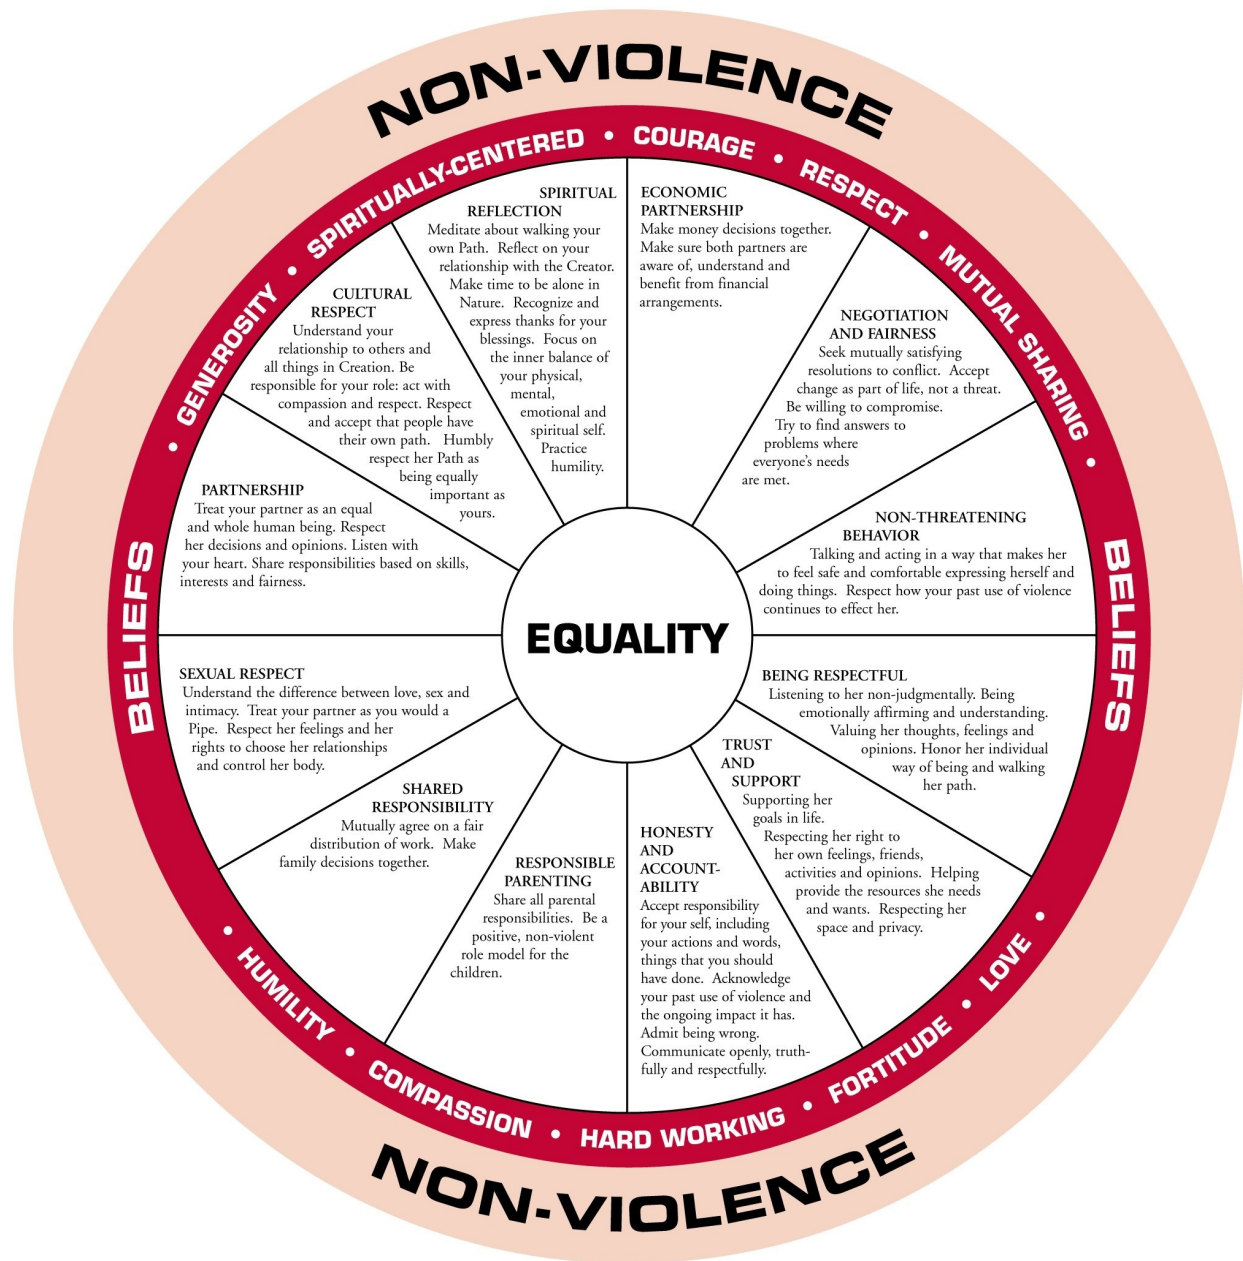 NON-VIOLENCE
• GENEROSITY • SPIRITUALLY-CENTERED • COURAGE • RESPECT • MUTUAL SHARING •
BELIEFS
BELIEFS
SPIRITUAL
REFLECTION
Meditate about walking your
own Path. Reflect on your
relationship with the Creator.
Make time to be alone in
Nature. Recognize and
express thanks for your
blessings. Focus on
the inner balance of
your physical,
mental,
emotional and
spiritual self.
Practice
humility.
ECONOMIC
PARTNERSHIP
Make money decisions together.
Make sure both partners are
aware of, understand and
benefit from financial
arrangements.
NEGOTIATION
AND FAIRNESS
Seek mutually satisfying
resolutions to conflict. Accept
change as part of life, not a threat.
Be willing to compromise.
Try to find answers to
problems where
everyone’s needs
are met.
NON-THREATENING
BEHAVIOR
Talking and acting in a way that makes her
to feel safe and comfortable expressing herself and
doing things. Respect how your past use of violence
continues to effect her.
BEING RESPECTFUL
Listening to her non-judgmentally. Being
emotionally affirming and understanding.
Valuing her thoughts, feelings and
opinions. Honor her individual
way of being and walking
her path.
TRUST
AND
SUPPORT
Supporting her
goals in life.
Respecting her right to
her own feelings, friends,
activities and opinions. Helping
provide the resources she needs
and wants. Respecting her
space and privacy.
HONESTY
AND
ACCOUNT-
ABILITY
Accept responsibility
for your self, including
your actions and words,
things that you should
have done. Acknowledge
your past use of violence and
the ongoing impact it has.
Admit being wrong.
Communicate openly, truth-
fully and respectfully.
RESPONSIBLE
PARENTING
Share all parental
responsibilities. Be a
positive, non-violent
role model for the
children.
SHARED
RESPONSIBILITY
Mutually agree on a fair
distribution of work. Make
family decisions together.
SEXUAL RESPECT
Understand the difference between love, sex and
intimacy. Treat your partner as you would a
Pipe. Respect her feelings and her
rights to choose her relationships
and control her body.
PARTNERSHIP
Treat your partner as an equal
and whole human being. Respect
her decisions and opinions. Listen with
your heart. Share responsibilities based on skills,
interests and fairness.
CULTURAL
RESPECT
Understand your
relationship to others and
all things in Creation. Be
responsible for your role: act with
compassion and respect. Respect
and accept that people have
their own path. Humbly
respect her Path as
being equally
important as
yours.
EQUALITY
• HUMILITY • COMPASSION • HARD WORKING • FORTITUDE • LOVE •
NON-VIOLENCE